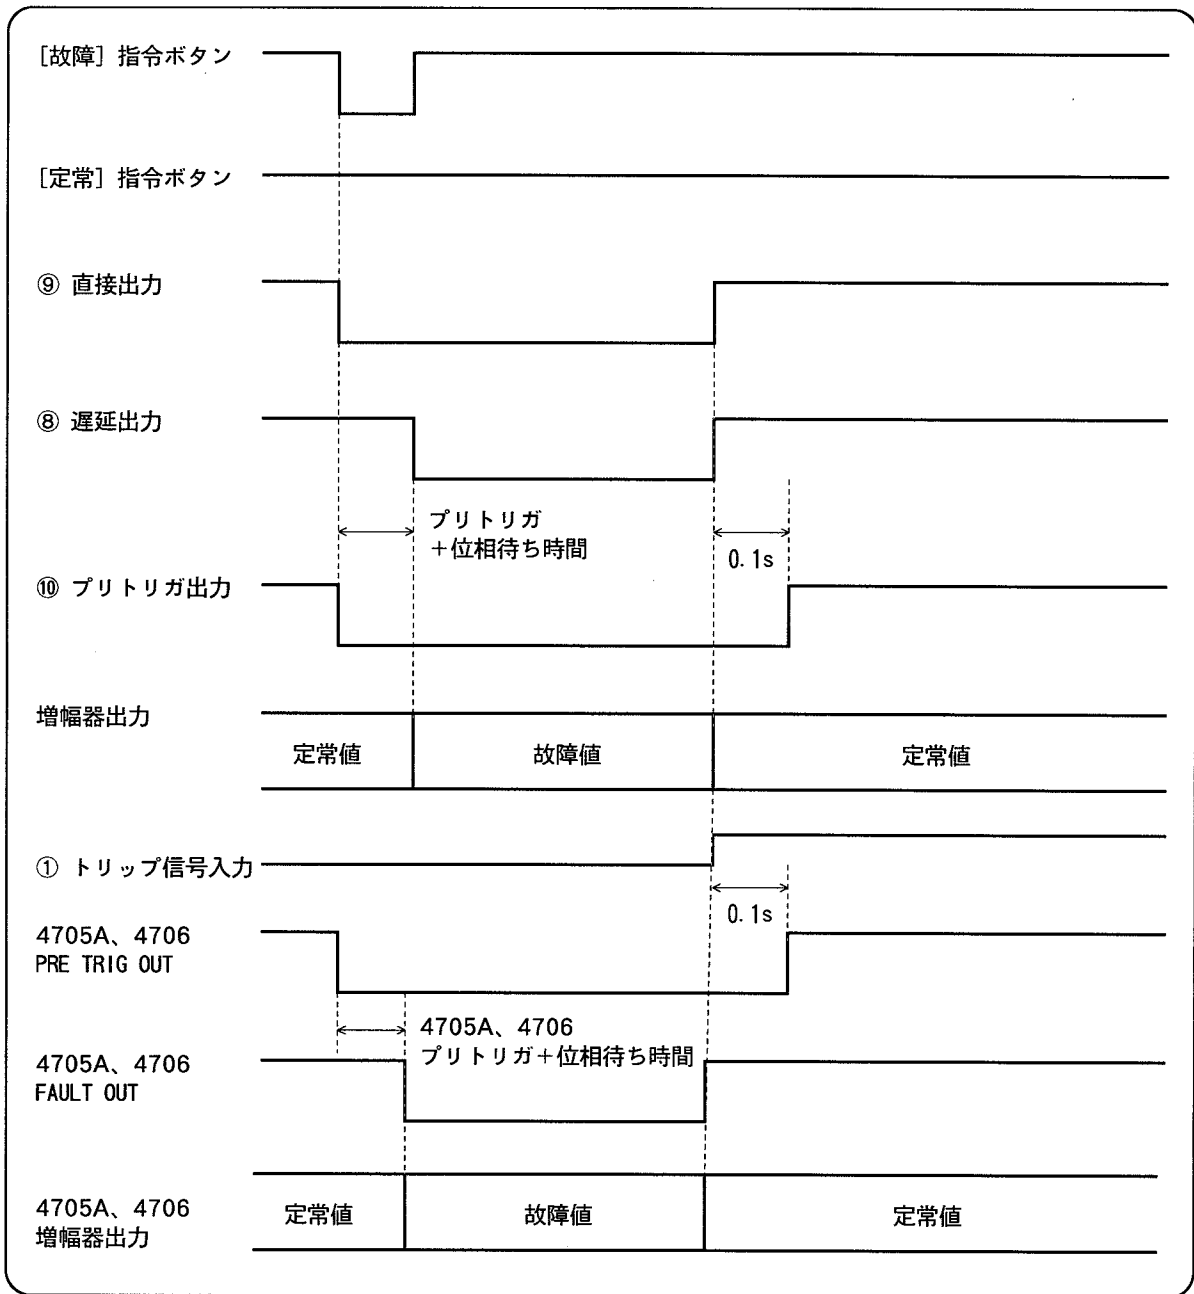 ［故障］指令ボタン
［定常］指令ボタン
⑨ 直接出力
⑧ 遅延出力
プリトリガ
＋位相待ち時間
0.1s
⑩ プリトリガ出力
増幅器出力
定常値
故障値
定常値
① トリップ信号入力
0.1s
4705A、4706
PRE TRIG OUT
4705A、4706
プリトリガ＋位相待ち時間
4705A、4706
FAULT OUT
4705A、4706
増幅器出力
定常値
故障値
定常値